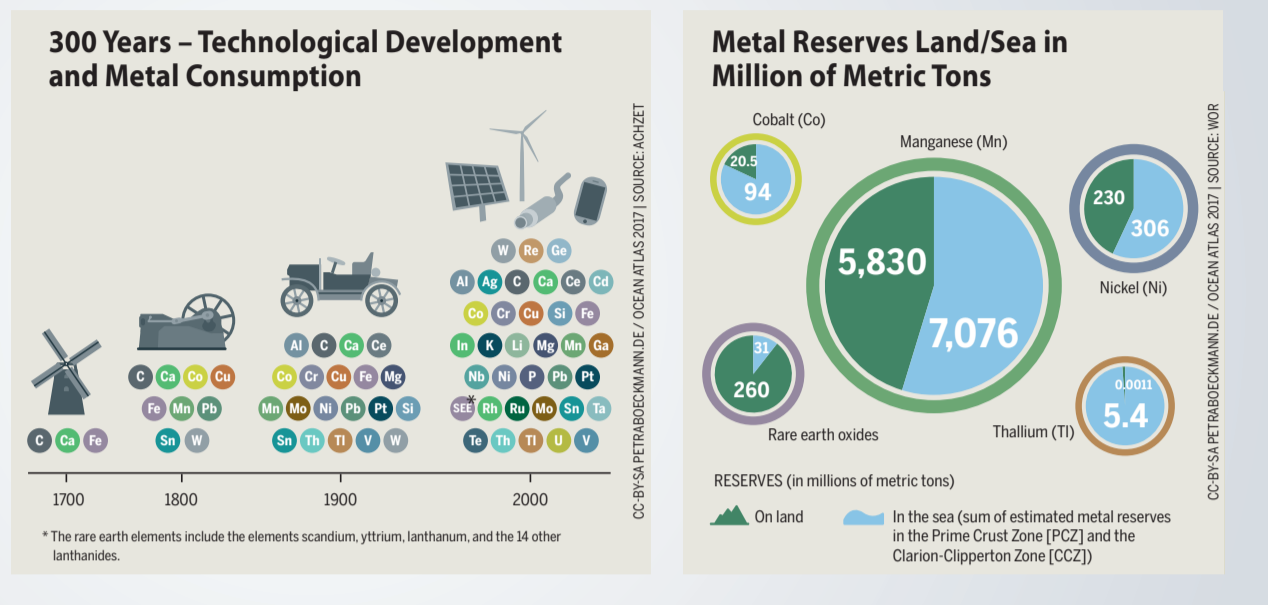 300 Years – Technological Development
and Metal Consumption
CC-BY-SA PETRABOECKMANN.DE / OCEAN ATLAS 2017 | SOURCE: ACHZET
W Re Ge
Al Ag C Ca Ce Cd
Co Cr Cu Si Fe
In K Li Mg Mn Ga
Nb Ni P Pb Pt
SEE* Rh Ru Mo Sn Ta
Te Th Tl U V
Al C Ca Ce
Co Cr Cu Fe Mg
Mn Mo Ni Pb Pt Si
Sn Th Tl V W
C Ca Co Cu
Fe Mn Pb
Sn W
C Ca Fe
1700 1800 1900 2000
* The rare earth elements include the elements scandium, yttrium, lanthanum, and the 14 other
lanthanides.
Metal Reserves Land/Sea in
Million of Metric Tons
Cobalt (Co)
20.5
94
Manganese (Mn)
5,830
7,076
230
306
Nickel (Ni)
31
260
Rare earth oxides
0.0011
5.4
Thallium (Tl)
CC-BY-SA PETRABOECKMANN.DE / OCEAN ATLAS 2017 | SOURCE: WOR
RESERVES (in millions of metric tons)
On land
In the sea (sum of estimated metal reserves
in the Prime Crust Zone [PCZ] and the
Clarion-Clipperton Zone [CCZ])